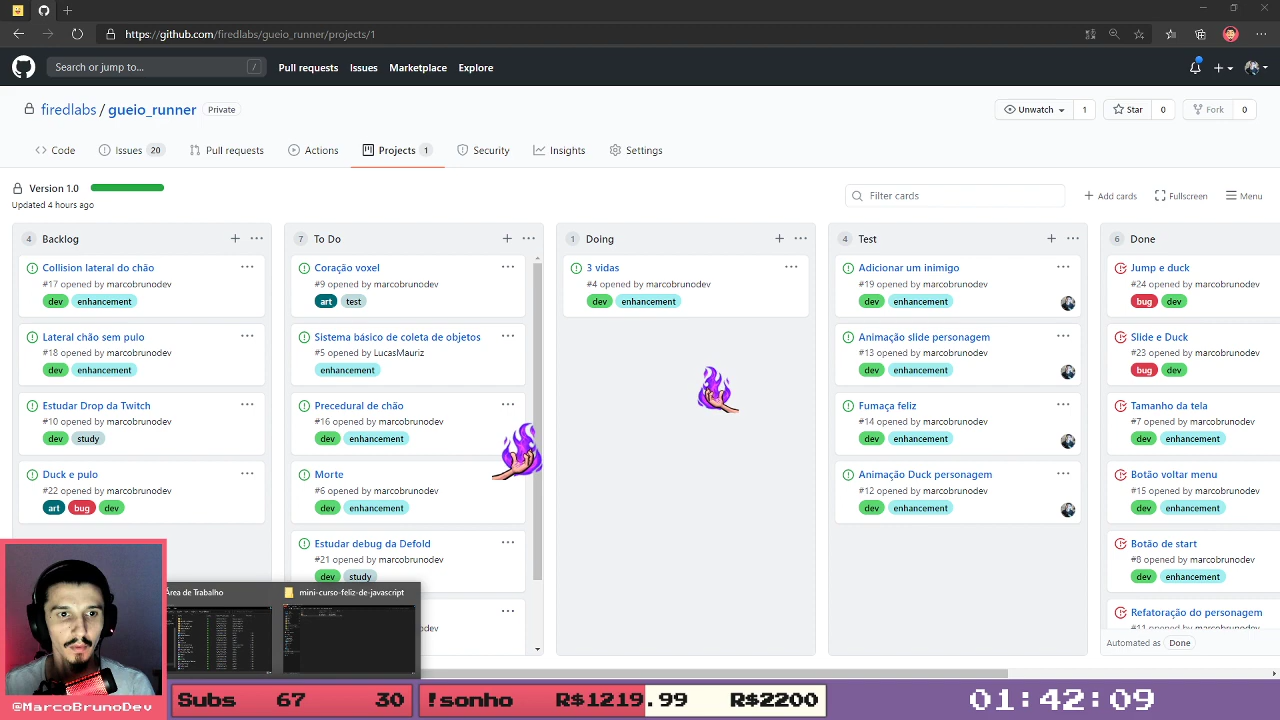 https://github.com/firedlabs/gueio_runner/projects/1
Search or jump to... /
Pull requests Issues Marketplace Explore
firedlabs / gueio_runner Private
Unwatch 1 Star 0 Fork 0
Code Issues 20 Pull requests Actions Projects 1 Security Insights Settings
Version 1.0
Updated 4 hours ago
Filter cards
Add cards Fullscreen Menu
4 Backlog
Collision lateral do chão
#17 opened by marcobrunodev
dev enhancement
Lateral chão sem pulo
#18 opened by marcobrunodev
dev enhancement
Estudar Drop da Twitch
#10 opened by marcobrunodev
dev study
Duck e pulo
#22 opened by marcobrunodev
art bug dev
7 To Do
Coração voxel
#9 opened by marcobrunodev
art test
Sistema básico de coleta de objetos
#5 opened by LucasMauriz
enhancement
Precedural de chão
#16 opened by marcobrunodev
dev enhancement
Morte
#6 opened by marcobrunodev
dev enhancement
Estudar debug da Defold
#21 opened by marcobrunodev
dev study
1 Doing
3 vidas
#4 opened by marcobrunodev
dev enhancement
4 Test
Adicionar um inimigo
#19 opened by marcobrunodev
dev enhancement
Animação slide personagem
#13 opened by marcobrunodev
dev enhancement
Fumaça feliz
#14 opened by marcobrunodev
dev enhancement
Animação Duck personagem
#12 opened by marcobrunodev
dev enhancement
6 Done
Jump e duck
#24 opened by marcobrunodev
bug dev
Slide e Duck
#23 opened by marcobrunodev
bug dev
Tamanho da tela
#7 opened by marcobrunodev
dev enhancement
Botão voltar menu
#15 opened by marcobrunodev
dev enhancement
Botão de start
#8 opened by marcobrunodev
dev enhancement
Refatoração do personagem
Automated as Done
Área de Trabalho
mini-curso-feliz-de-javascript
@MarcoBrunoDev
Subs 67 30
!sonho R$1219.99 R$2200
01:42:09